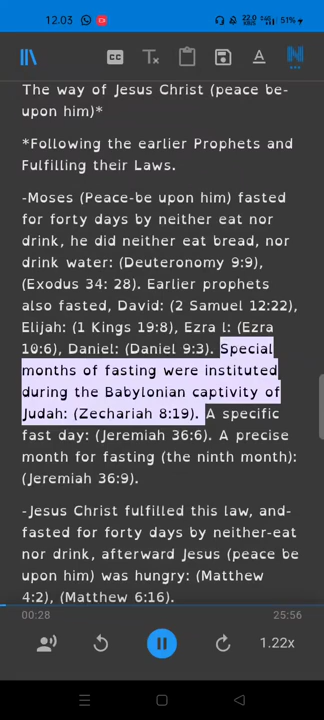 12.03
22.0 KB/S
51%
CC
The way of Jesus Christ (peace be-
upon him)*
*Following the earlier Prophets and
Fulfilling their Laws.
-Moses (Peace-be upon him) fasted
for forty days by neither eat nor
drink, he did neither eat bread, nor
drink water: (Deuteronomy 9:9),
(Exodus 34: 28). Earlier prophets
also fasted, David: (2 Samuel 12:22),
Elijah: (1 Kings 19:8), Ezra l: (Ezra
10:6), Daniel: (Daniel 9:3). Special
months of fasting were instituted
during the Babylonian captivity of
Judah: (Zechariah 8:19). A specific
fast day: (Jeremiah 36:6). A precise
month for fasting (the ninth month):
(Jeremiah 36:9).
-Jesus Christ fulfilled this law, and-
fasted for forty days by neither-eat
nor drink, afterward Jesus (peace be
upon him) was hungry: (Matthew
4:2), (Matthew 6:16).
00:28
25:56
1.22x